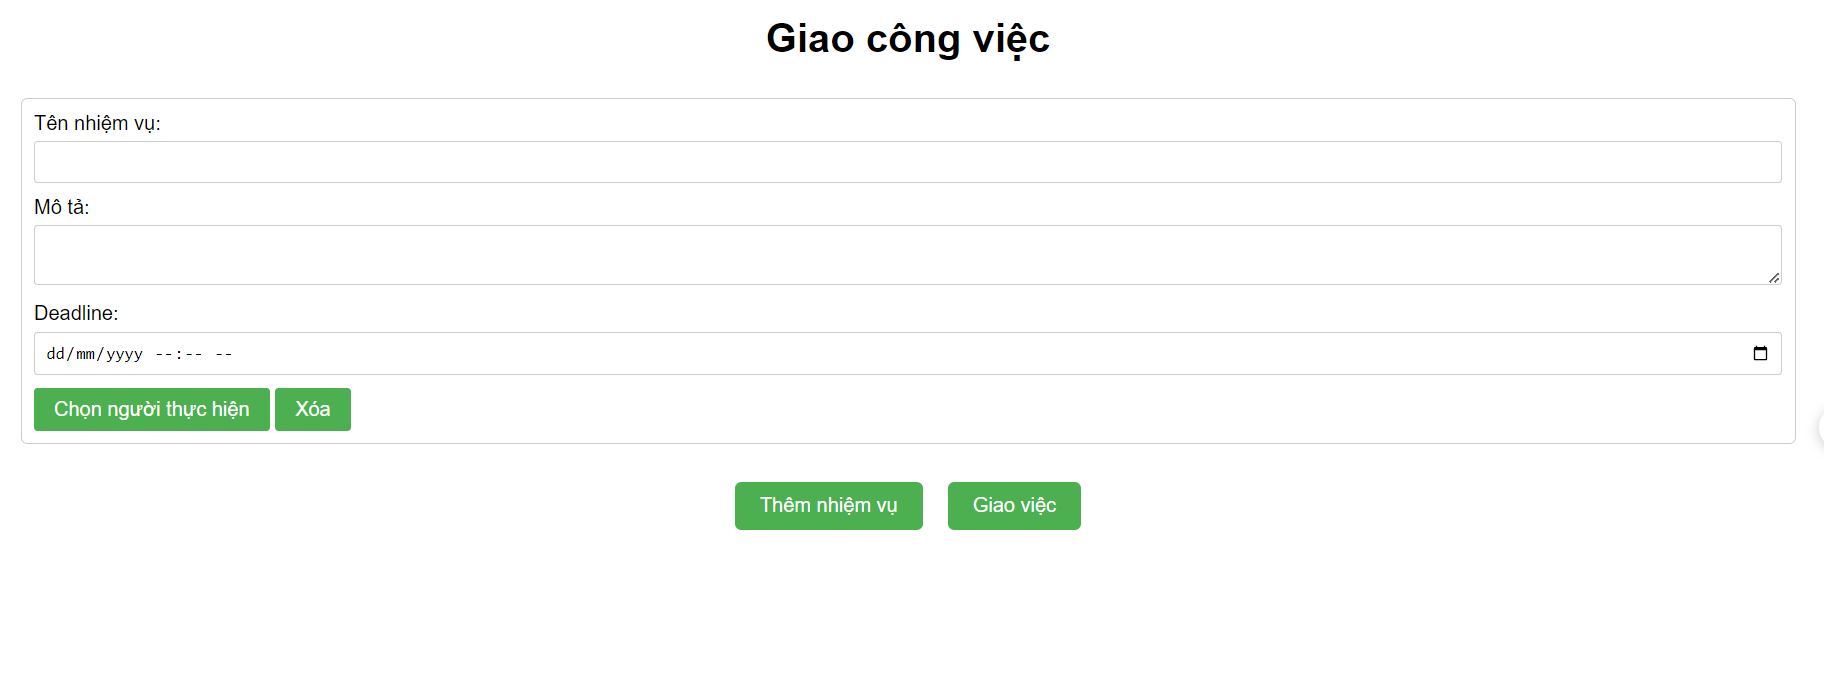 Giao công việc
Tên nhiệm vụ:
Mô tả:
Deadline:
dd/mm/yyyy --:-- --
Chọn người thực hiện Xóa
Thêm nhiệm vụ Giao việc